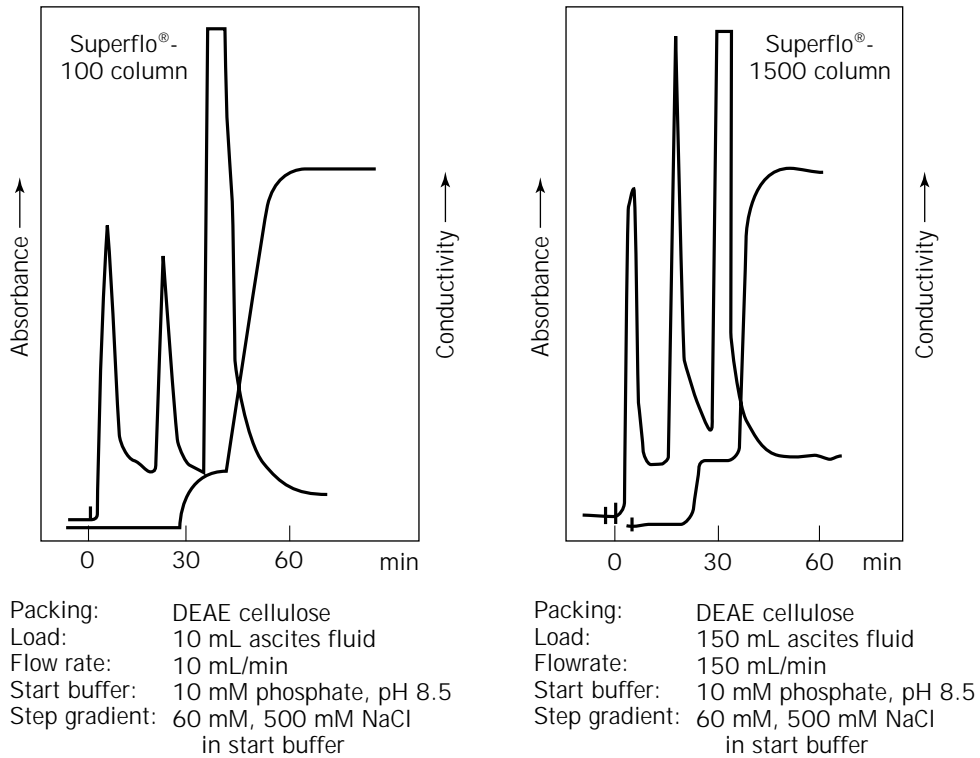 Superflo®-
100 column
Absorbance
Conductivity
0 30 60 min
Packing: DEAE cellulose
Load: 10 mL ascites fluid
Flow rate: 10 mL/min
Start buffer: 10 mM phosphate, pH 8.5
Step gradient: 60 mM, 500 mM NaCl
in start buffer
Superflo®-
1500 column
Absorbance
Conductivity
0 30 60 min
Packing: DEAE cellulose
Load: 150 mL ascites fluid
Flowrate: 150 mL/min
Start buffer: 10 mM phosphate, pH 8.5
Step gradient: 60 mM, 500 mM NaCl
in start buffer